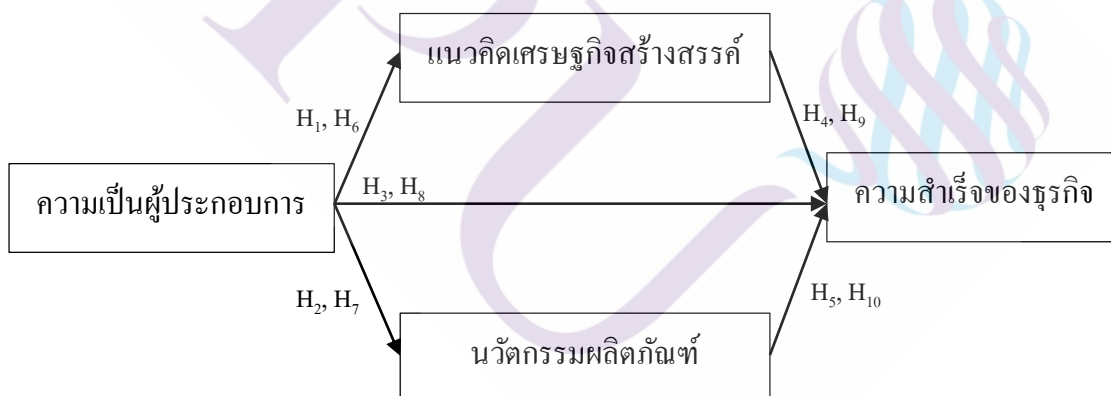 แนวคิดเศรษฐกิจสร้างสรรค์
H₁, H₆
H₄, H₉
ความเป็นผู้ประกอบการ
H₃, H₈
ความสำเร็จของธุรกิจ
H₂, H₇
H₅, H₁₀
นวัตกรรมผลิตภัณฑ์